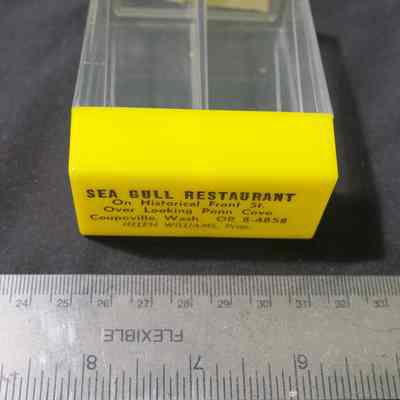 SEA GULL RESTAURANT
On Historical Front St.
Over Looking Penn Cove
Coupeville, Wash. OR 8-4858
HELEN WILLIAMS, Prop.
24 25 26 27 28 29 30 31 32 33
FLEXIBLE
8 7 6